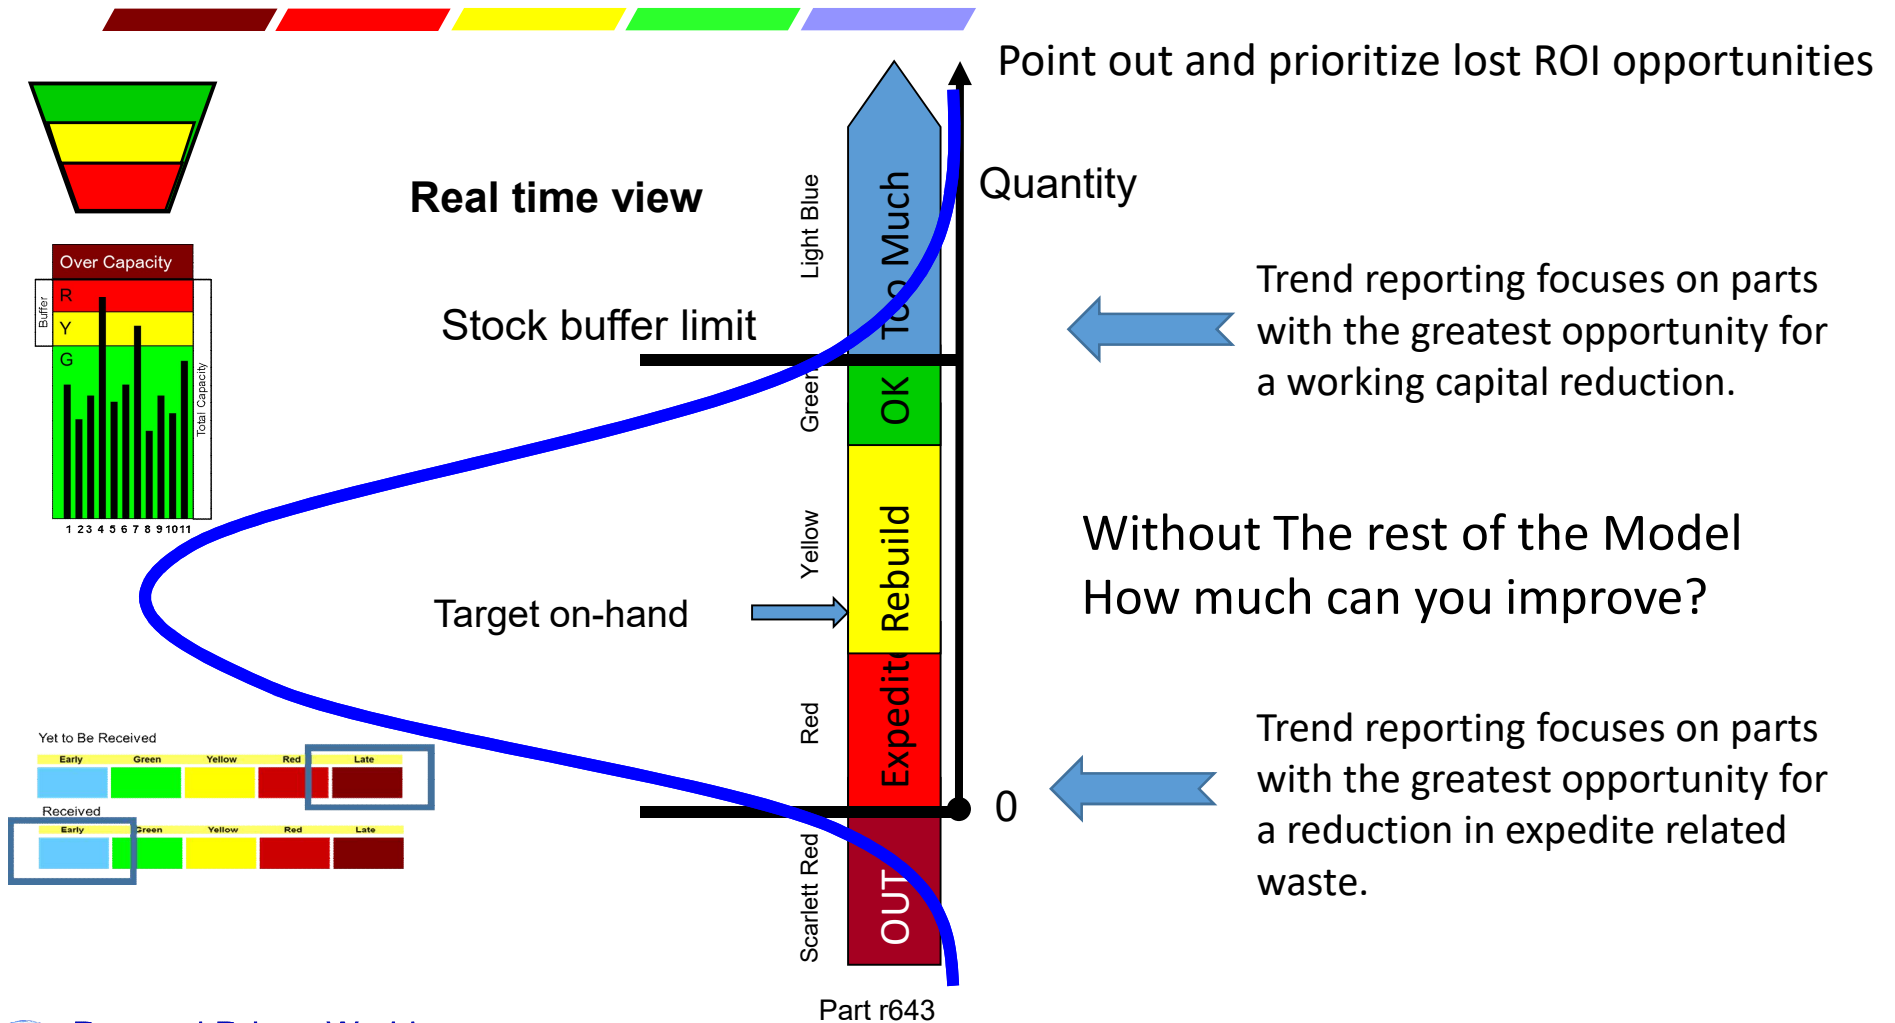 Point out and prioritize lost ROI opportunities
Real time view
Quantity
Light Blue
Too Much
Over Capacity
R
Y
G
Buffer
Total Capacity
1 2 3 4 5 6 7 8 9 10 11
Stock buffer limit
Trend reporting focuses on parts
with the greatest opportunity for
a working capital reduction.
Green
OK
Yellow
Rebuild
Target on-hand
Without The rest of the Model
How much can you improve?
Red
Expedite
0
Trend reporting focuses on parts
with the greatest opportunity for
a reduction in expedite related
waste.
Yet to Be Received
Early Green Yellow Red Late
Received
Early Green Yellow Red Late
Scarlett Red
OUT
Part r643